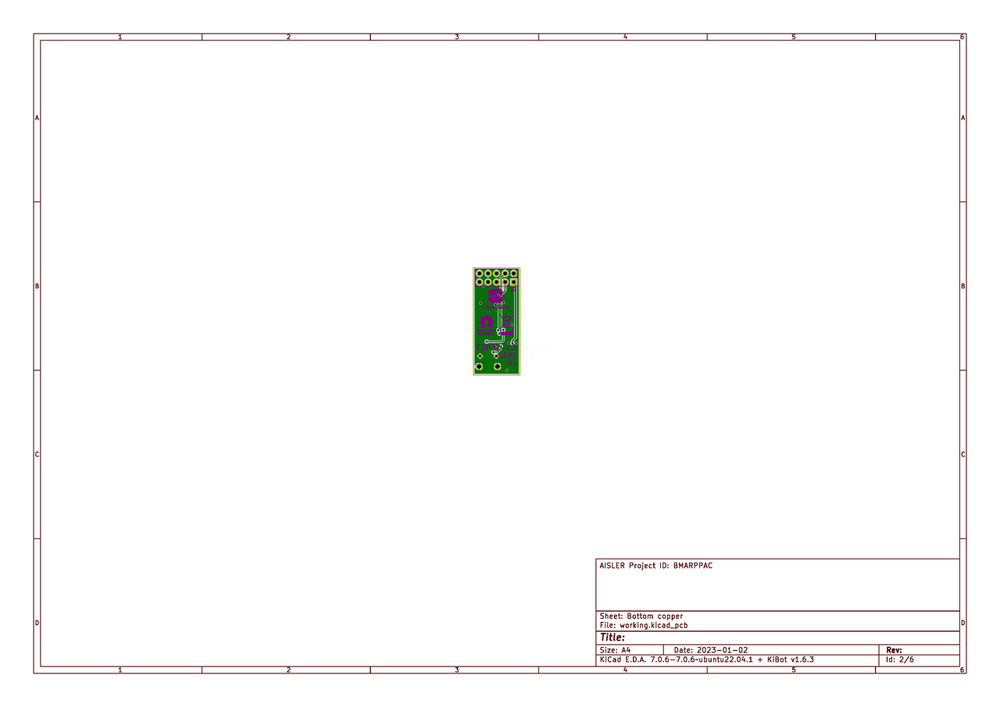 1 2 3 4 5 6
A A
B B
C C
D D
AISLER Project ID: BMARPPAC
Sheet: Bottom copper
File: working.kicad_pcb
Title:
Size: A4 Date: 2023-01-02 Rev:
KiCad E.D.A. 7.0.6-7.0.6-ubuntu22.04.1 + KiBot v1.6.3 Id: 2/6
1 2 3 4 5 6